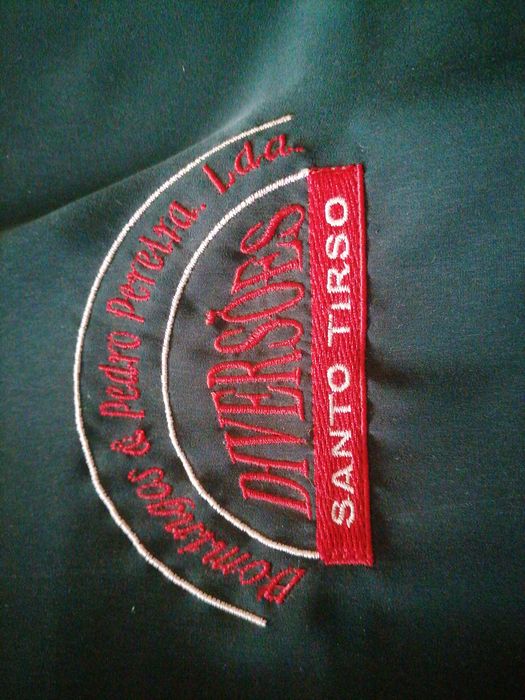 Domingos & Pedro Pereira. Lda.
DIVERSÕES
SANTO TIRSO